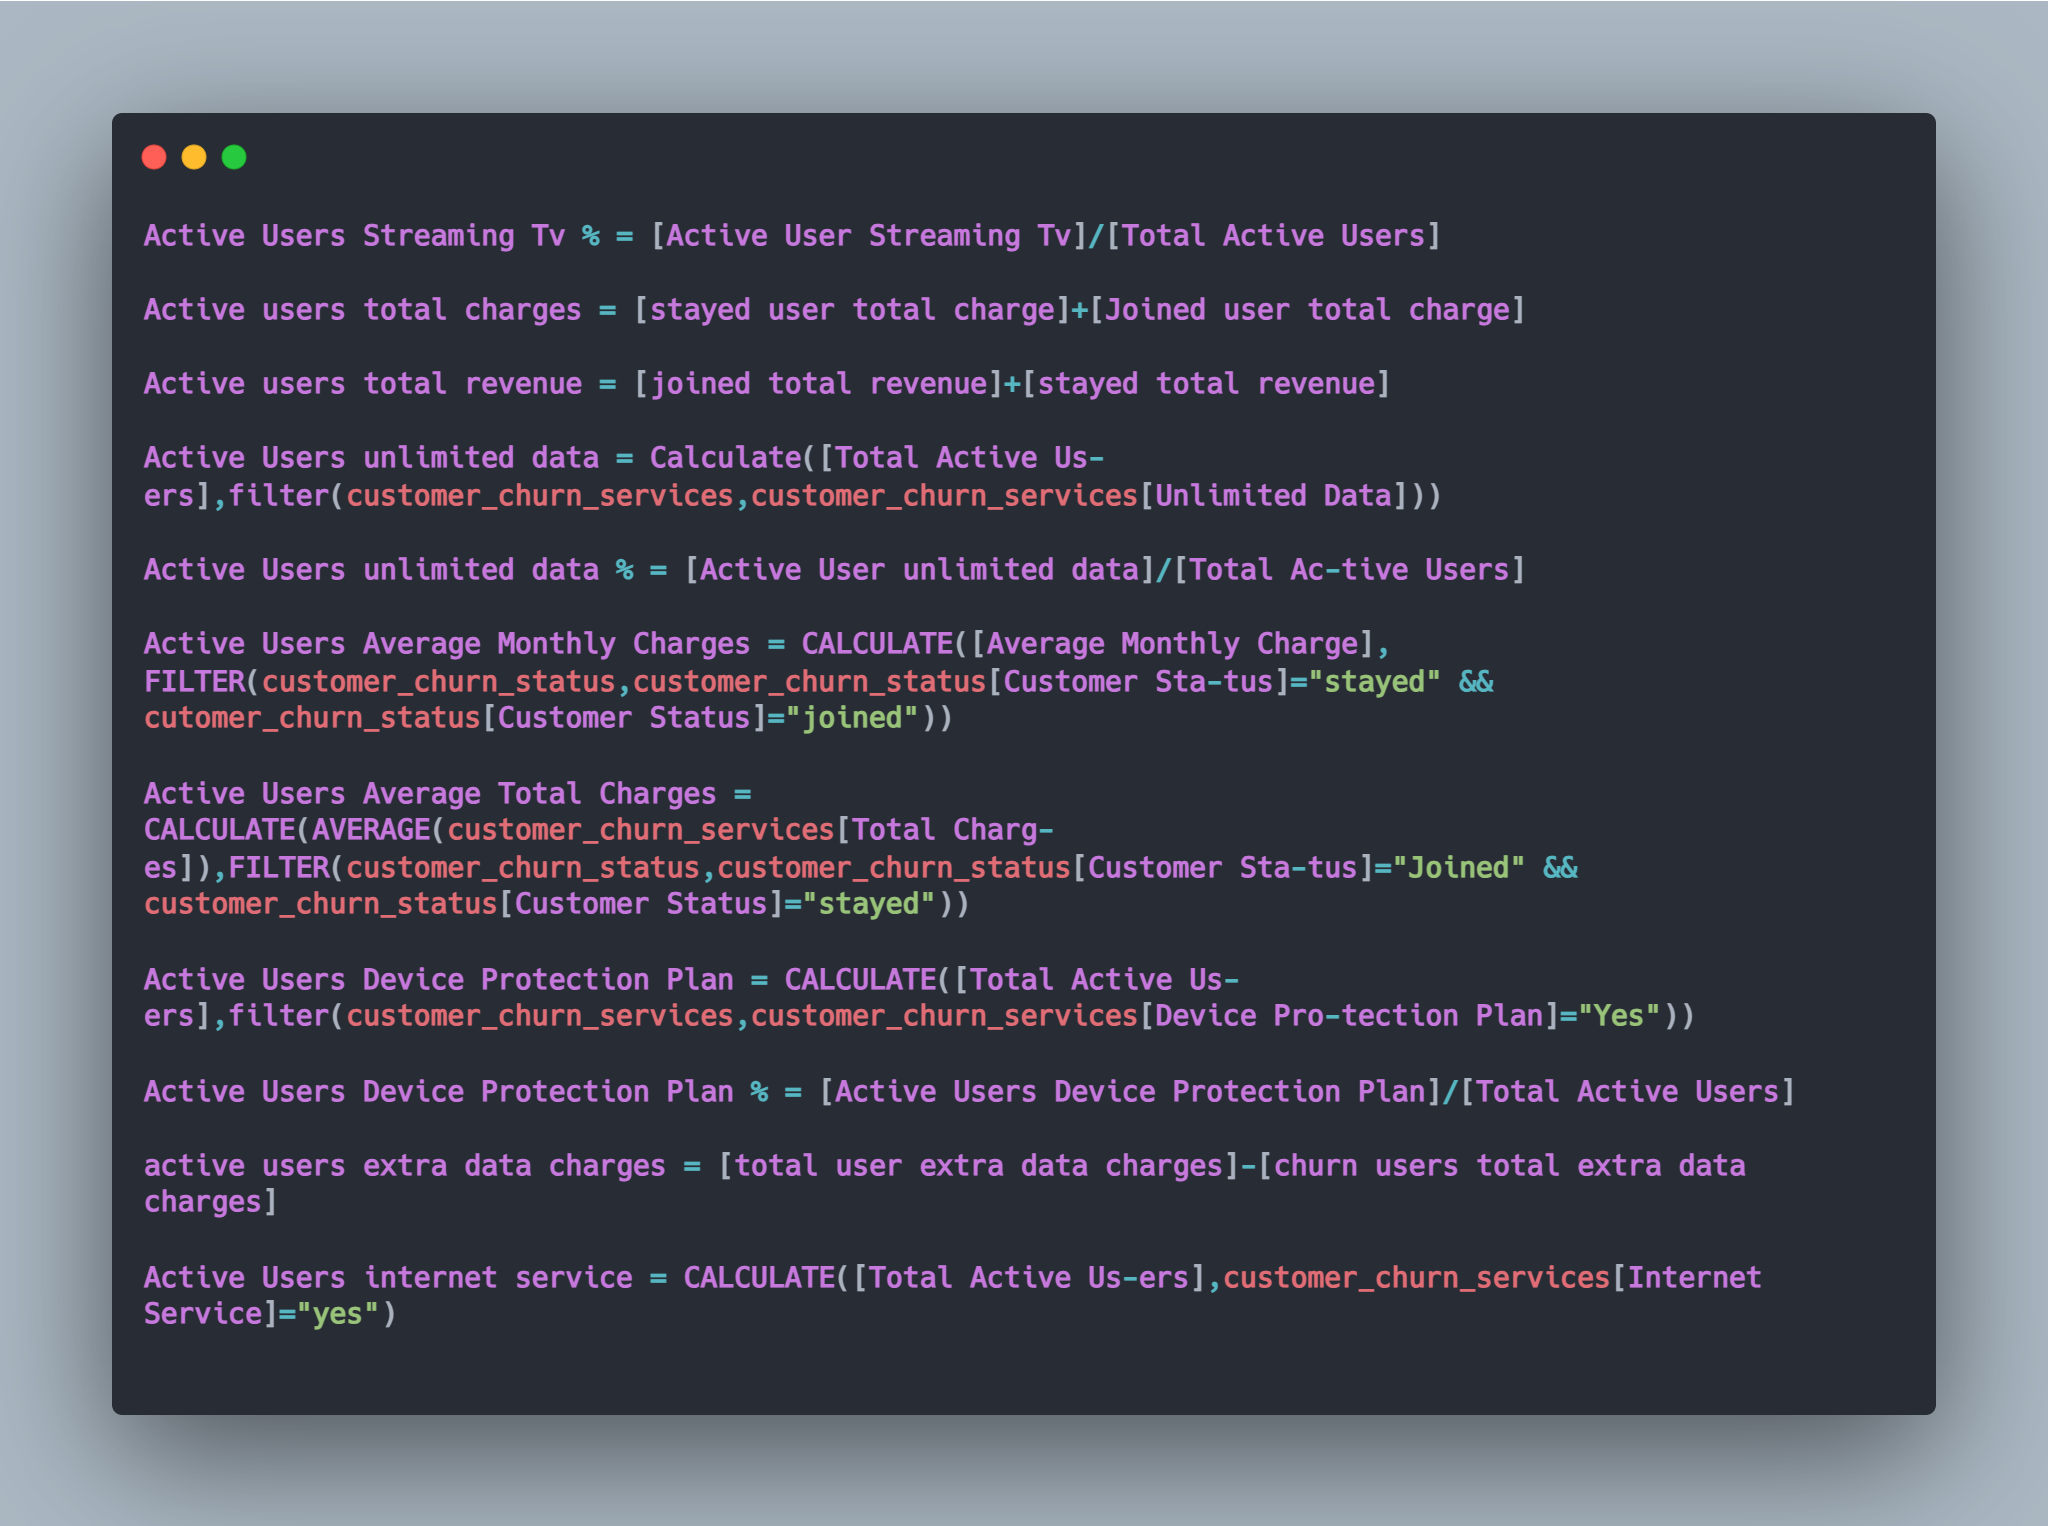 Active Users Streaming Tv % = [Active User Streaming Tv]/[Total Active Users]
Active users total charges = [stayed user total charge]+[Joined user total charge]
Active users total revenue = [joined total revenue]+[stayed total revenue]
Active Users unlimited data = Calculate([Total Active Us-
ers],filter(customer_churn_services,customer_churn_services[Unlimited Data]))
Active Users unlimited data % = [Active User unlimited data]/[Total Ac-tive Users]
Active Users Average Monthly Charges = CALCULATE([Average Monthly Charge],
FILTER(customer_churn_status,customer_churn_status[Customer Sta-tus]="stayed" &&
cutomer_churn_status[Customer Status]="joined"))
Active Users Average Total Charges =
CALCULATE(AVERAGE(customer_churn_services[Total Charg-
es]),FILTER(customer_churn_status,customer_churn_status[Customer Sta-tus]="Joined" &&
customer_churn_status[Customer Status]="stayed"))
Active Users Device Protection Plan = CALCULATE([Total Active Us-
ers],filter(customer_churn_services,customer_churn_services[Device Pro-tection Plan]="Yes"))
Active Users Device Protection Plan % = [Active Users Device Protection Plan]/[Total Active Users]
active users extra data charges = [total user extra data charges]-[churn users total extra data
charges]
Active Users internet service = CALCULATE([Total Active Us-ers],customer_churn_services[Internet
Service]="yes")